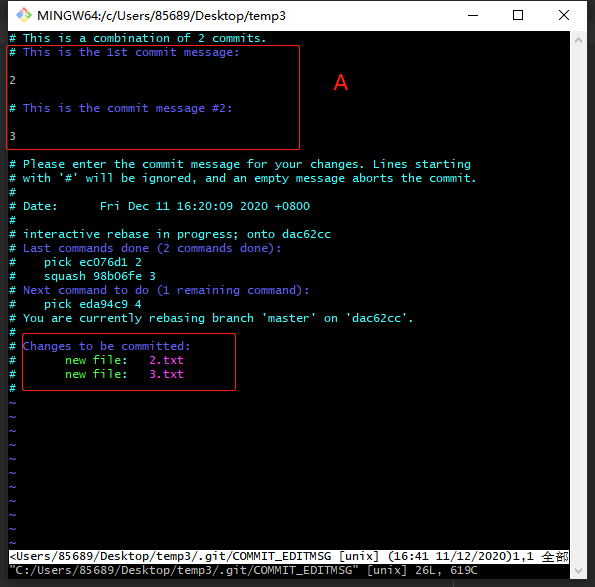 MINGW64:/c/Users/85689/Desktop/temp3
# This is a combination of 2 commits.
# This is the 1st commit message:
2
A
# This is the commit message #2:
3
# Please enter the commit message for your changes. Lines starting
# with '#' will be ignored, and an empty message aborts the commit.
#
# Date:      Fri Dec 11 16:20:09 2020 +0800
#
# interactive rebase in progress; onto dac62cc
# Last commands done (2 commands done):
#    pick ec076d1 2
#    squash 98b06fe 3
# Next command to do (1 remaining command):
#    pick eda94c9 4
# You are currently rebasing branch 'master' on 'dac62cc'.
#
# Changes to be committed:
#       new file:   2.txt
#       new file:   3.txt
#
~
~
~
~
~
~
~
~
~
~
~
<Users/85689/Desktop/temp3/.git/COMMIT_EDITMSG [unix] (16:41 11/12/2020)1,1 全部
"C:/Users/85689/Desktop/temp3/.git/COMMIT_EDITMSG" [unix] 26L, 619C